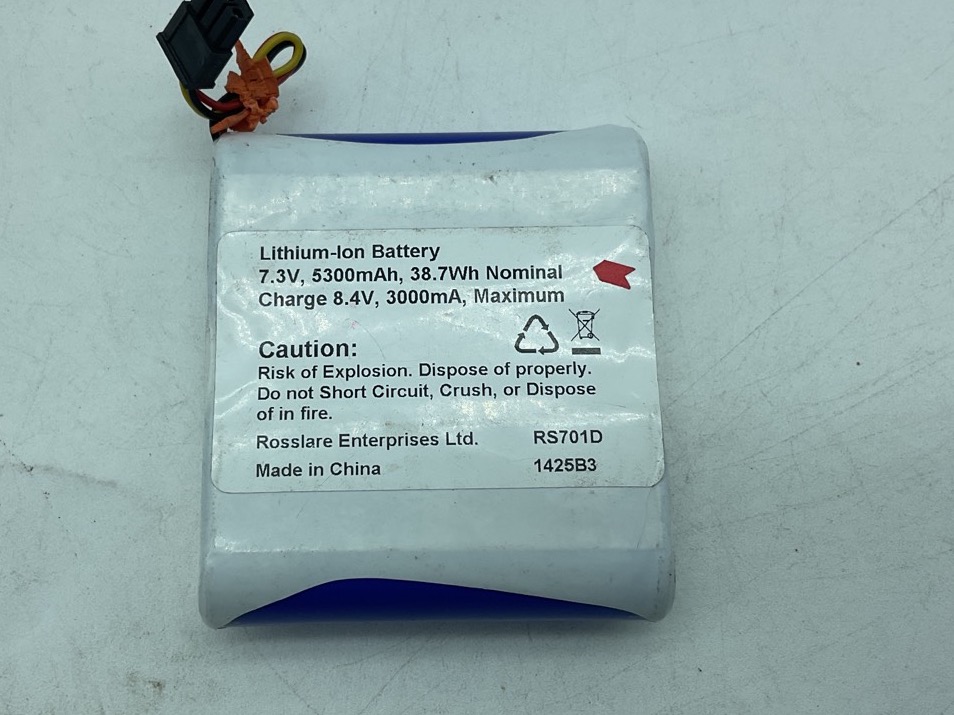 Lithium-Ion Battery
7.3V, 5300mAh, 38.7Wh Nominal
Charge 8.4V, 3000mA, Maximum
Caution:
Risk of Explosion. Dispose of properly.
Do not Short Circuit, Crush, or Dispose
of in fire.
Rosslare Enterprises Ltd. RS701D
Made in China 1425B3